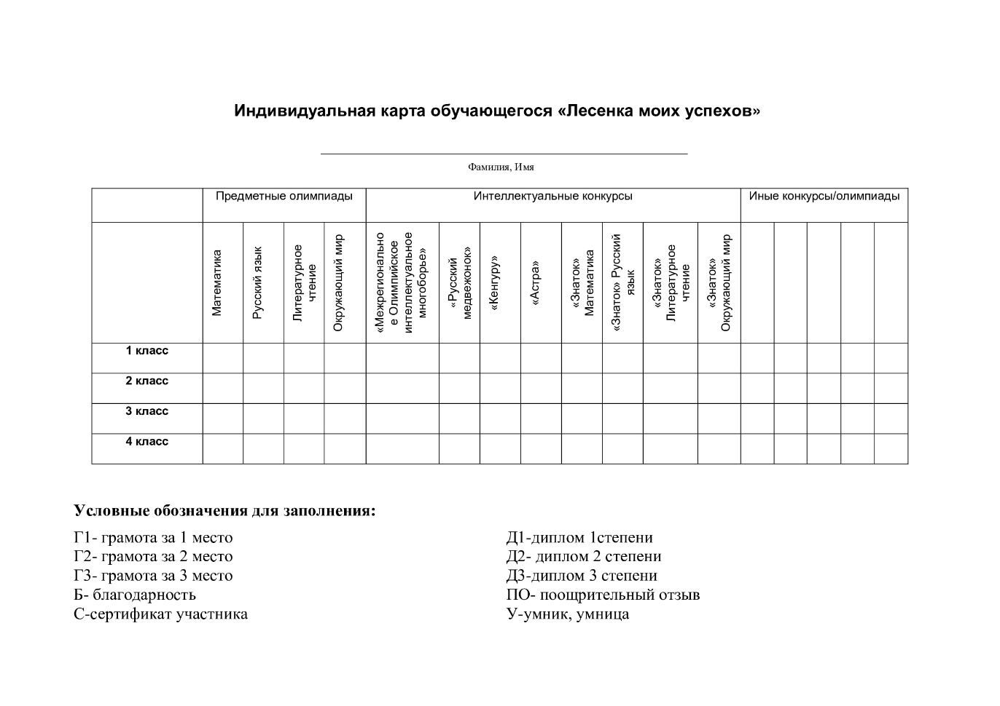 Индивидуальная карта обучающегося «Лесенка моих успехов»
Фамилия, Имя
Предметные олимпиады
Интеллектуальные конкурсы
Иные конкурсы/олимпиады
Математика
Русский язык
Литературное
чтение
Окружающий мир
«Межрегионально
е Олимпийское
интеллектуальное
многоборье»
«Русский
медвежонок»
«Кенгуру»
«Астра»
«Знаток»
Математика
«Знаток» Русский
язык
«Знаток»
Литературное
чтение
«Знаток»
Окружающий мир
1 класс
2 класс
3 класс
4 класс
Условные обозначения для заполнения:
Г1- грамота за 1 место
Г2- грамота за 2 место
Г3- грамота за 3 место
Б- благодарность
С-сертификат участника
Д1-диплом 1степени
Д2- диплом 2 степени
Д3-диплом 3 степени
ПО- поощрительный отзыв
У-умник, умница